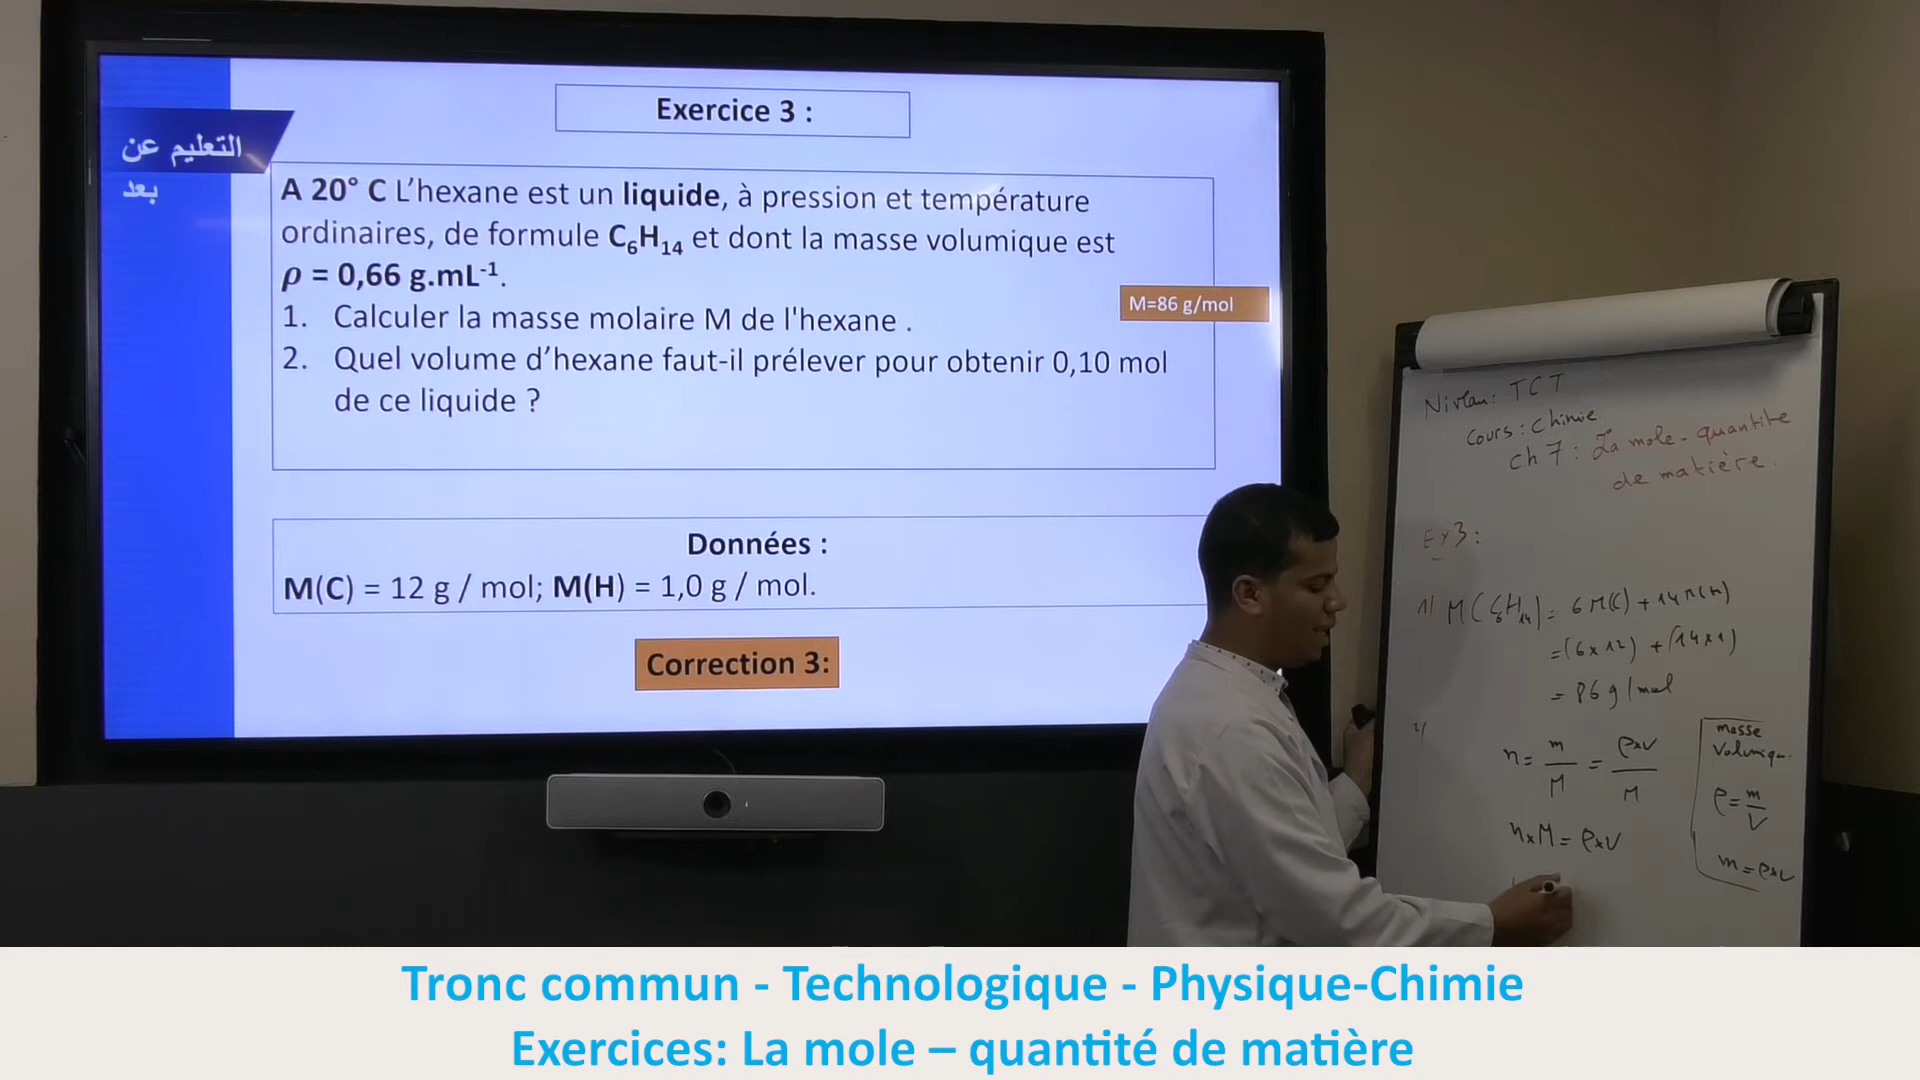 التعليم عن
بعد
Exercice 3 :
A 20° C L’hexane est un liquide, à pression et température
ordinaires, de formule C₆H₁₄ et dont la masse volumique est
ρ = 0,66 g.mL⁻¹.
1. Calculer la masse molaire M de l'hexane .
M=86 g/mol
2. Quel volume d’hexane faut-il prélever pour obtenir 0,10 mol
de ce liquide ?
Données :
M(C) = 12 g / mol; M(H) = 1,0 g / mol.
Correction 3:
Niveau: TCT
Cours: chimie
Ch 7: La mole - quantite
de matière.
Ex3:
1) M(C₆H₁₄) = 6 M(C) + 14 M(H)
= (6x12) + (14x1)
= 86 g/mol
2/
n = m/M = ρxV/M
nxM = ρxV
masse
volumique.
ρ = m/V
m = ρxV
Tronc commun - Technologique - Physique-Chimie
Exercices: La mole – quantité de matière